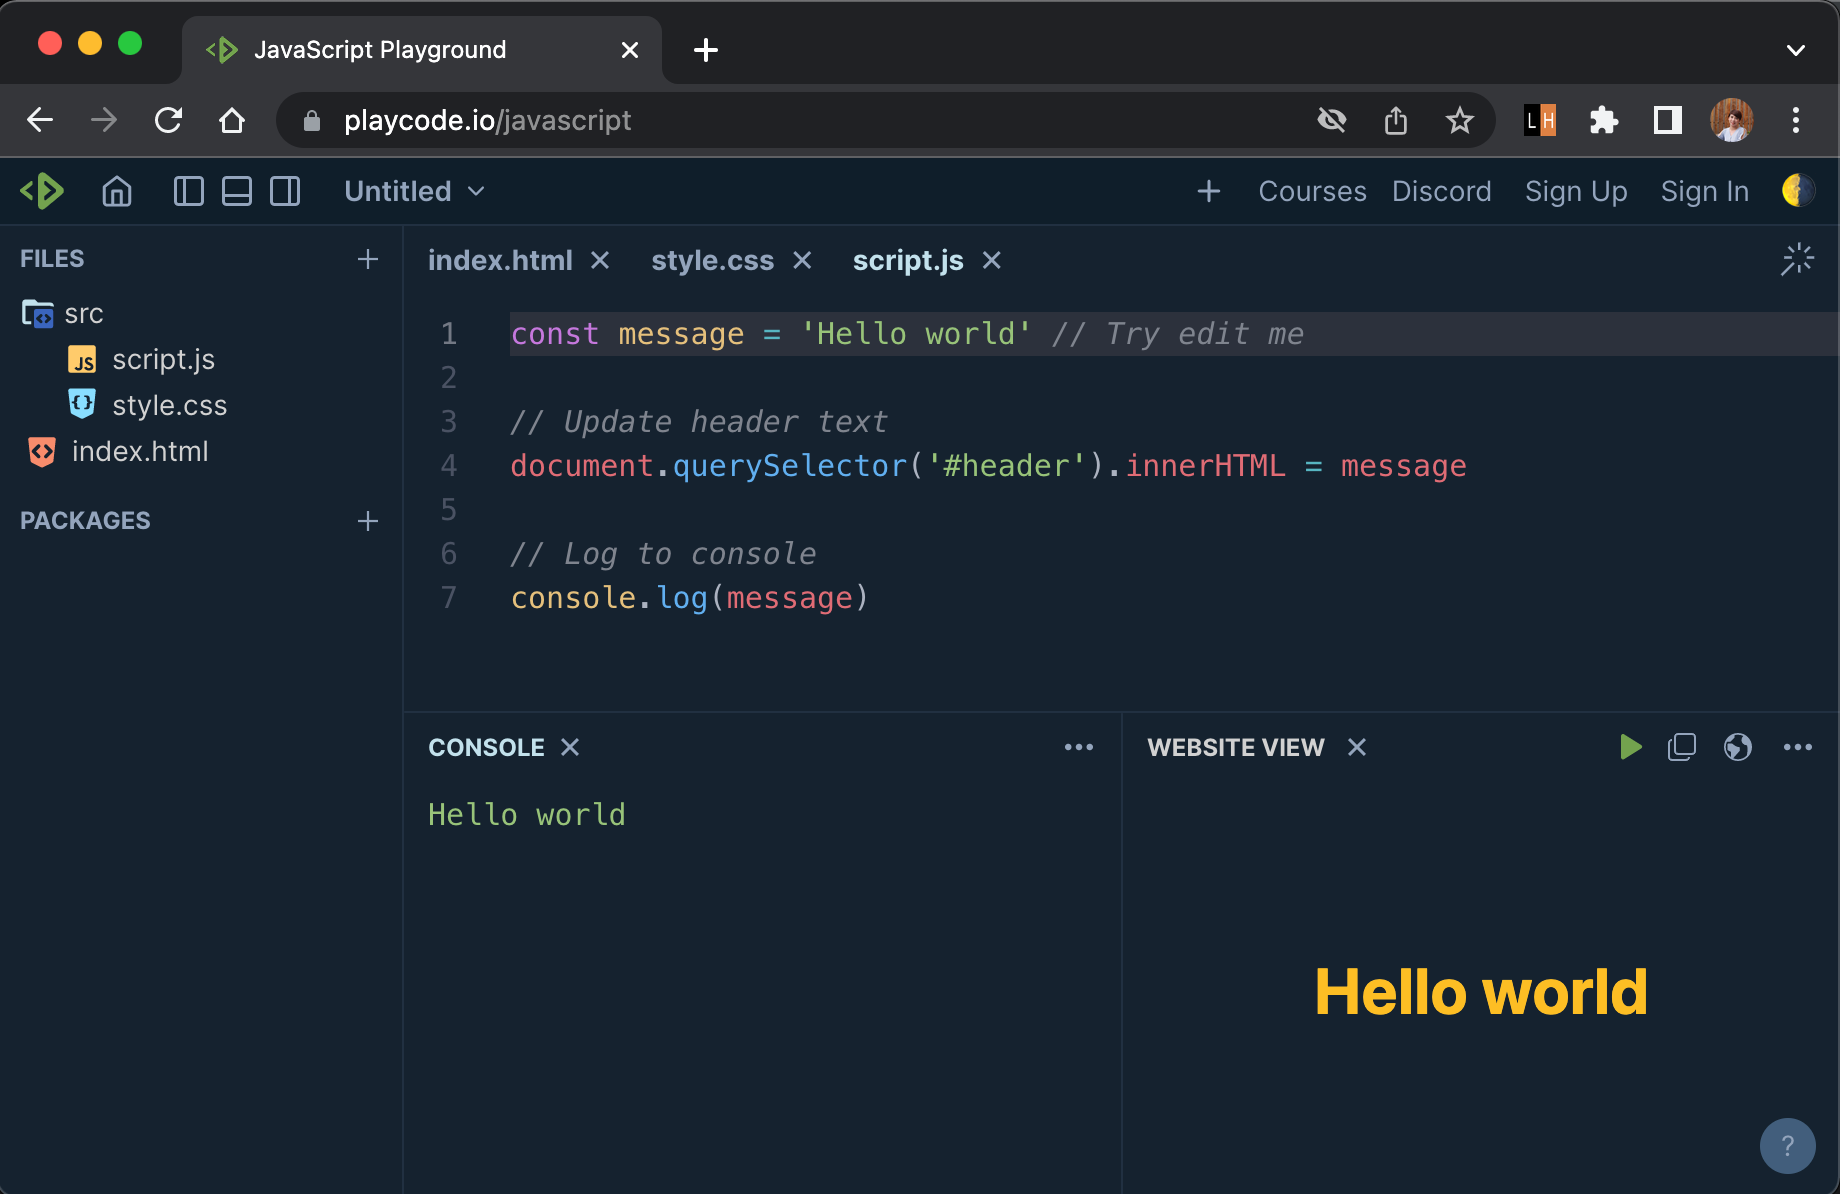 JavaScript Playground
playcode.io/javascript
LH
Untitled
Courses Discord Sign Up Sign In
FILES
src
JS script.js
style.css
index.html
PACKAGES
index.html style.css script.js
1 const message = 'Hello world' // Try edit me
2
3 // Update header text
4 document.querySelector('#header').innerHTML = message
5
6 // Log to console
7 console.log(message)
CONSOLE
Hello world
WEBSITE VIEW
Hello world
?